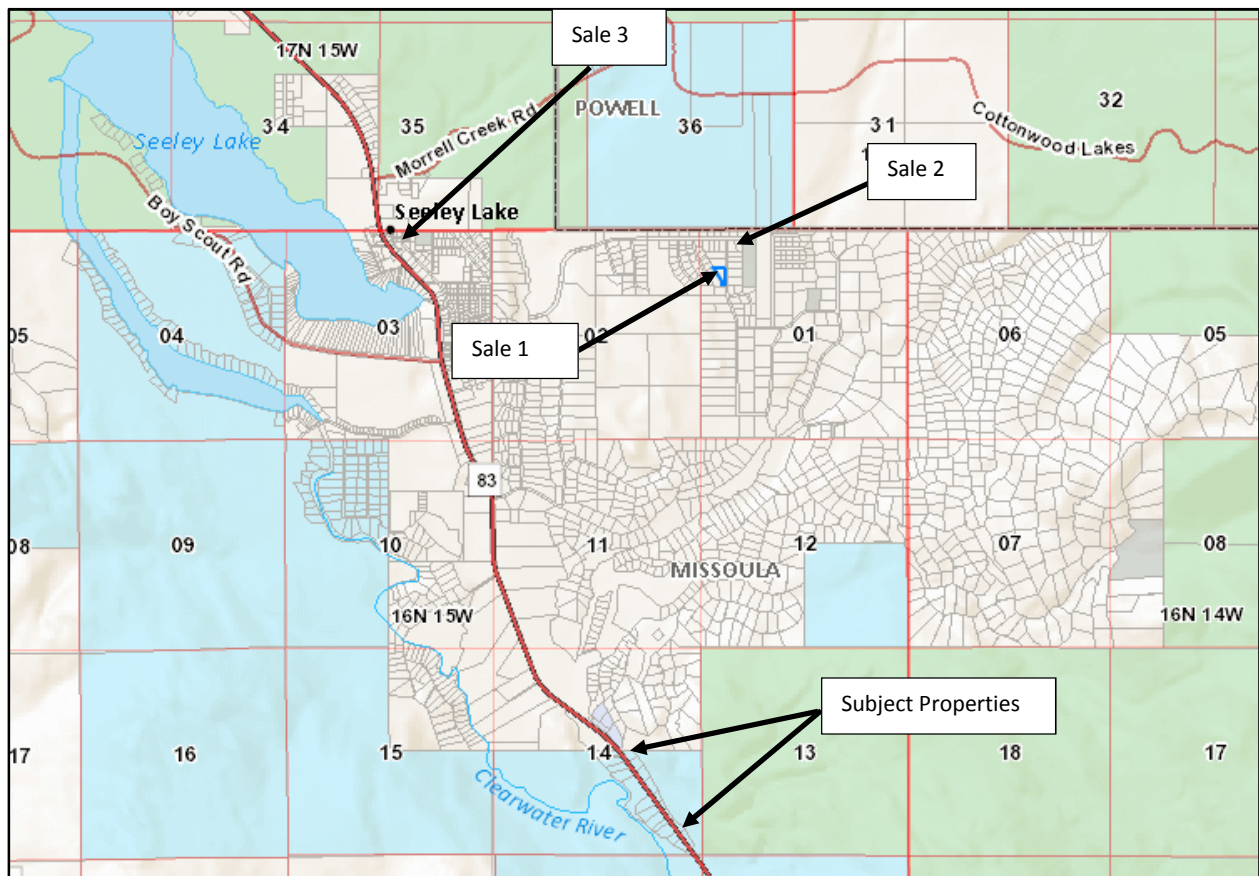 Sale 3
17N 15W
POWELL
32
34
35
36
31
Morrell Creek Rd
Cottonwood Lakes
Seeley Lake
Sale 2
Seeley Lake
Boy Scout Rd
05
04
03
Sale 1
02
01
06
05
83
08
09
10
11
12
07
08
MISSOULA
16N 15W
16N 14W
Subject Properties
17
16
15
14
13
18
17
Clearwater River